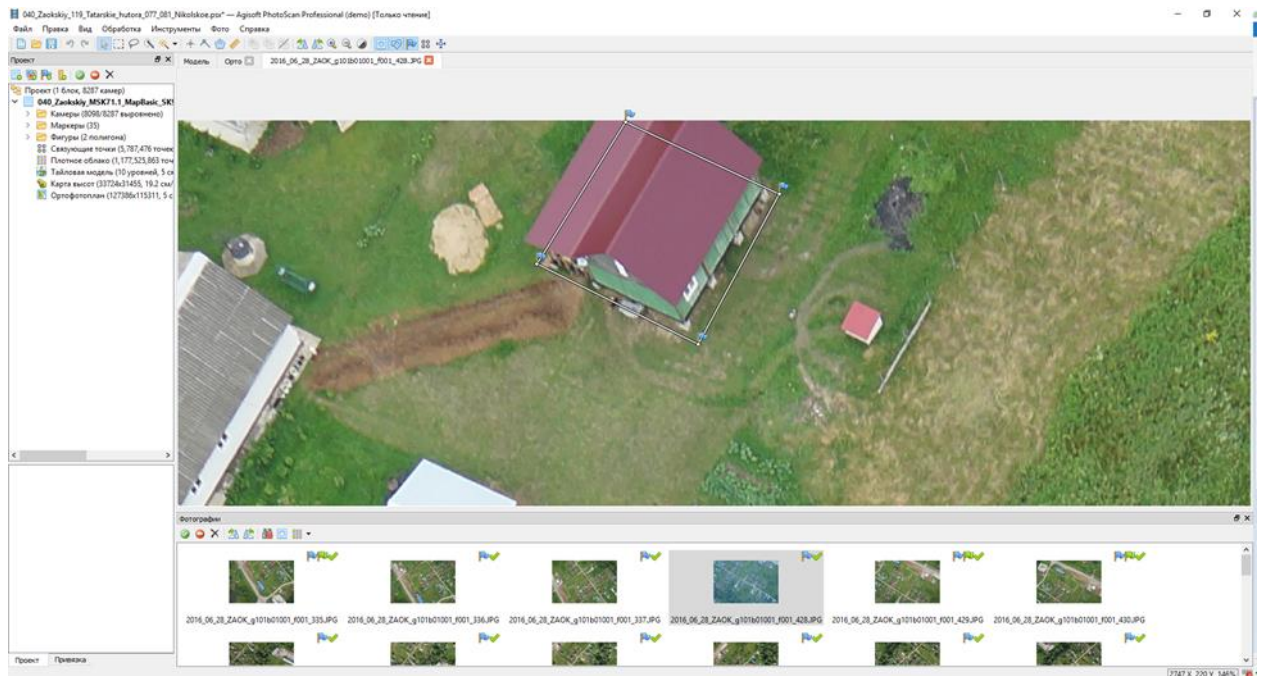 040_Zaokskiy_119_Tatarskie_hutora_077_081_Nikolskoe.psx* — Agisoft PhotoScan Professional (demo) [Только чтение]
Файл Правка Вид Обработка Инструменты Фото Справка
Проект
Модель Орто 2016_06_28_ZAOK_g101b01001_f001_428.JPG
Проект (1 блок, 8287 камер)
040_Zaokskiy_MSK71.1_MapBasic_SK
Камеры (8098/8287 выровнено)
Маркеры (35)
Фигуры (2 полигона)
Связующие точки (5,787,476 точек
Плотное облако (1,177,525,863 точ
Тайловая модель (10 уровней, 5 см
Карта высот (33724x31455, 19.2 см/
Ортофотоплан (127386x115311, 5 с
Фотографии
2016_06_28_ZAOK_g101b01001_f001_335.JPG 2016_06_28_ZAOK_g101b01001_f001_336.JPG 2016_06_28_ZAOK_g101b01001_f001_337.JPG 2016_06_28_ZAOK_g101b01001_f001_428.JPG 2016_06_28_ZAOK_g101b01001_f001_429.JPG 2016_06_28_ZAOK_g101b01001_f001_430.JPG
Проект Привязка
2747 X, 220 Y, 146%